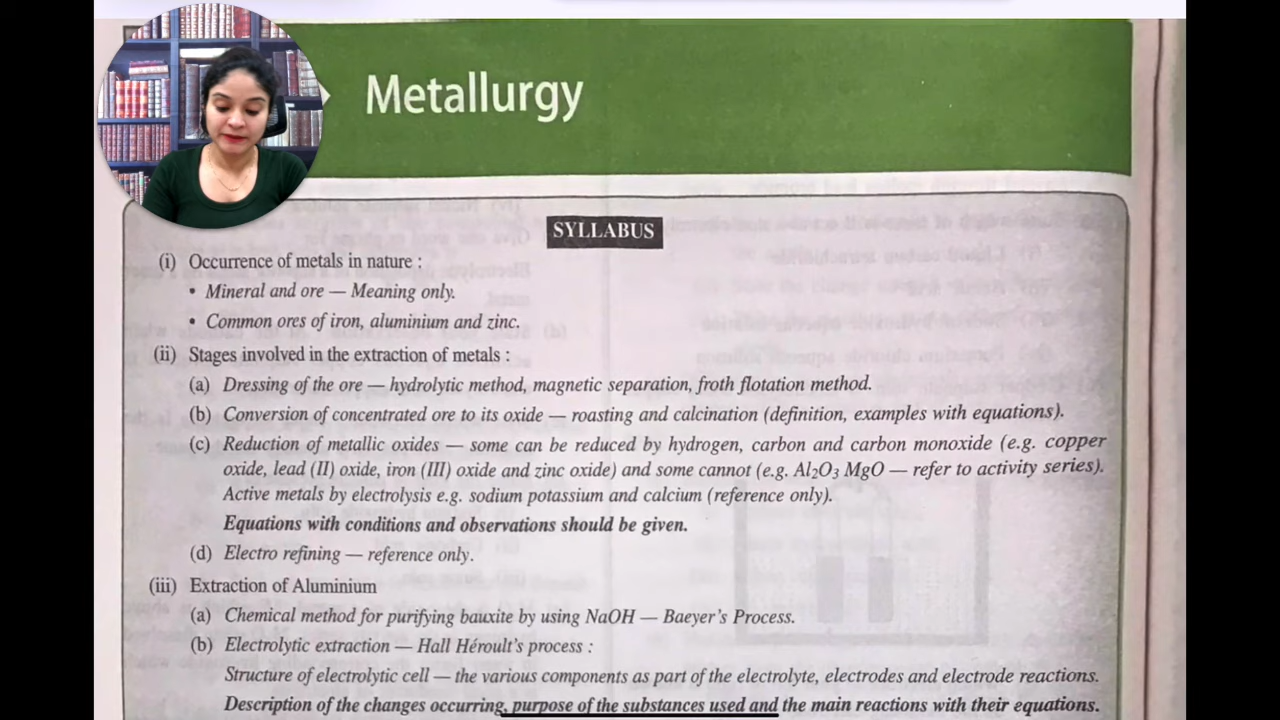 Metallurgy
SYLLABUS
(i) Occurrence of metals in nature :
• Mineral and ore — Meaning only.
• Common ores of iron, aluminium and zinc.
(ii) Stages involved in the extraction of metals :
(a) Dressing of the ore — hydrolytic method, magnetic separation, froth flotation method.
(b) Conversion of concentrated ore to its oxide — roasting and calcination (definition, examples with equations).
(c) Reduction of metallic oxides — some can be reduced by hydrogen, carbon and carbon monoxide (e.g. copper
oxide, lead (II) oxide, iron (III) oxide and zinc oxide) and some cannot (e.g. Al₂O₃ MgO — refer to activity series).
Active metals by electrolysis e.g. sodium potassium and calcium (reference only).
Equations with conditions and observations should be given.
(d) Electro refining — reference only.
(iii) Extraction of Aluminium
(a) Chemical method for purifying bauxite by using NaOH — Baeyer's Process.
(b) Electrolytic extraction — Hall Héroult's process :
Structure of electrolytic cell — the various components as part of the electrolyte, electrodes and electrode reactions.
Description of the changes occurring, purpose of the substances used and the main reactions with their equations.